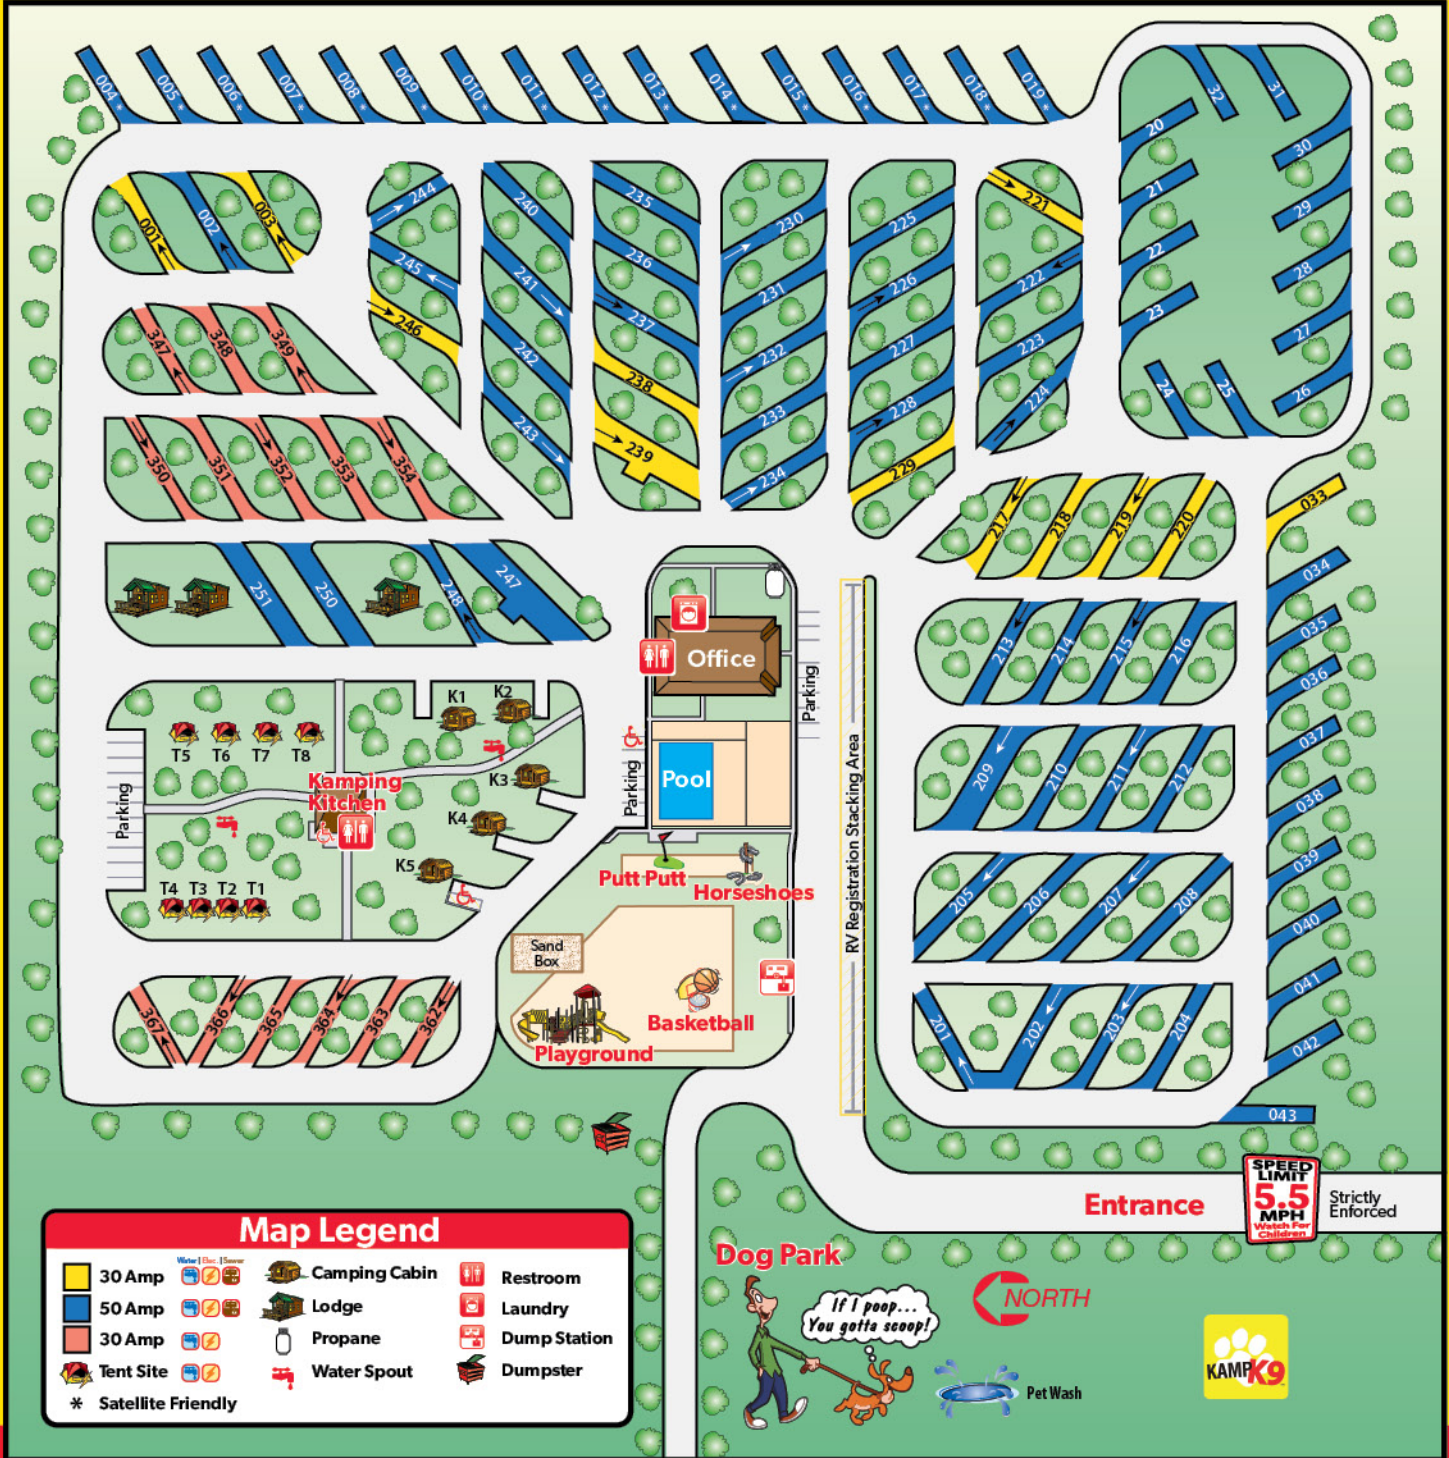 004 *
005 *
006 *
007 *
008 *
009 *
010 *
011 *
012 *
013 *
014 *
015 *
016 *
017 *
018 *
019 *
32
31
20
30
21
29
22
28
23
27
24
25
26
001
002
003
244
245
246
240
241
242
243
235
236
237
238
239
230
231
232
233
234
225
226
227
228
229
221
222
223
224
347
348
349
350
351
352
353
354
217
218
219
220
033
034
035
036
037
038
039
040
041
042
043
251
250
248
247
213
214
215
216
209
210
211
212
205
206
207
208
201
202
203
204
Office
Parking
Pool
Parking
RV Registration Stacking Area
K1
K2
K3
K4
K5
T5
T6
T7
T8
Kamping
Kitchen
Parking
T4
T3
T2
T1
Putt Putt
Horseshoes
Sand
Box
Basketball
Playground
367
366
365
364
363
362
Entrance
SPEED
LIMIT
5.5
MPH
Watch For
Children
Strictly
Enforced
Map Legend
Water | Elec. | Sewer
30 Amp
50 Amp
30 Amp
Tent Site
* Satellite Friendly
Camping Cabin
Lodge
Propane
Water Spout
Restroom
Laundry
Dump Station
Dumpster
Dog Park
If I poop...
You gotta scoop!
NORTH
Pet Wash
KAMPK9